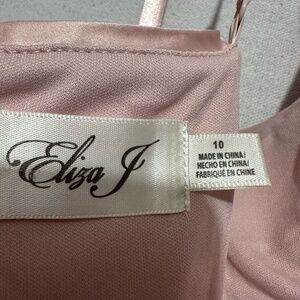 Eliza J
10
MADE IN CHINA/
HECHO EN CHINA/
FABRIQUÉ EN CHINE